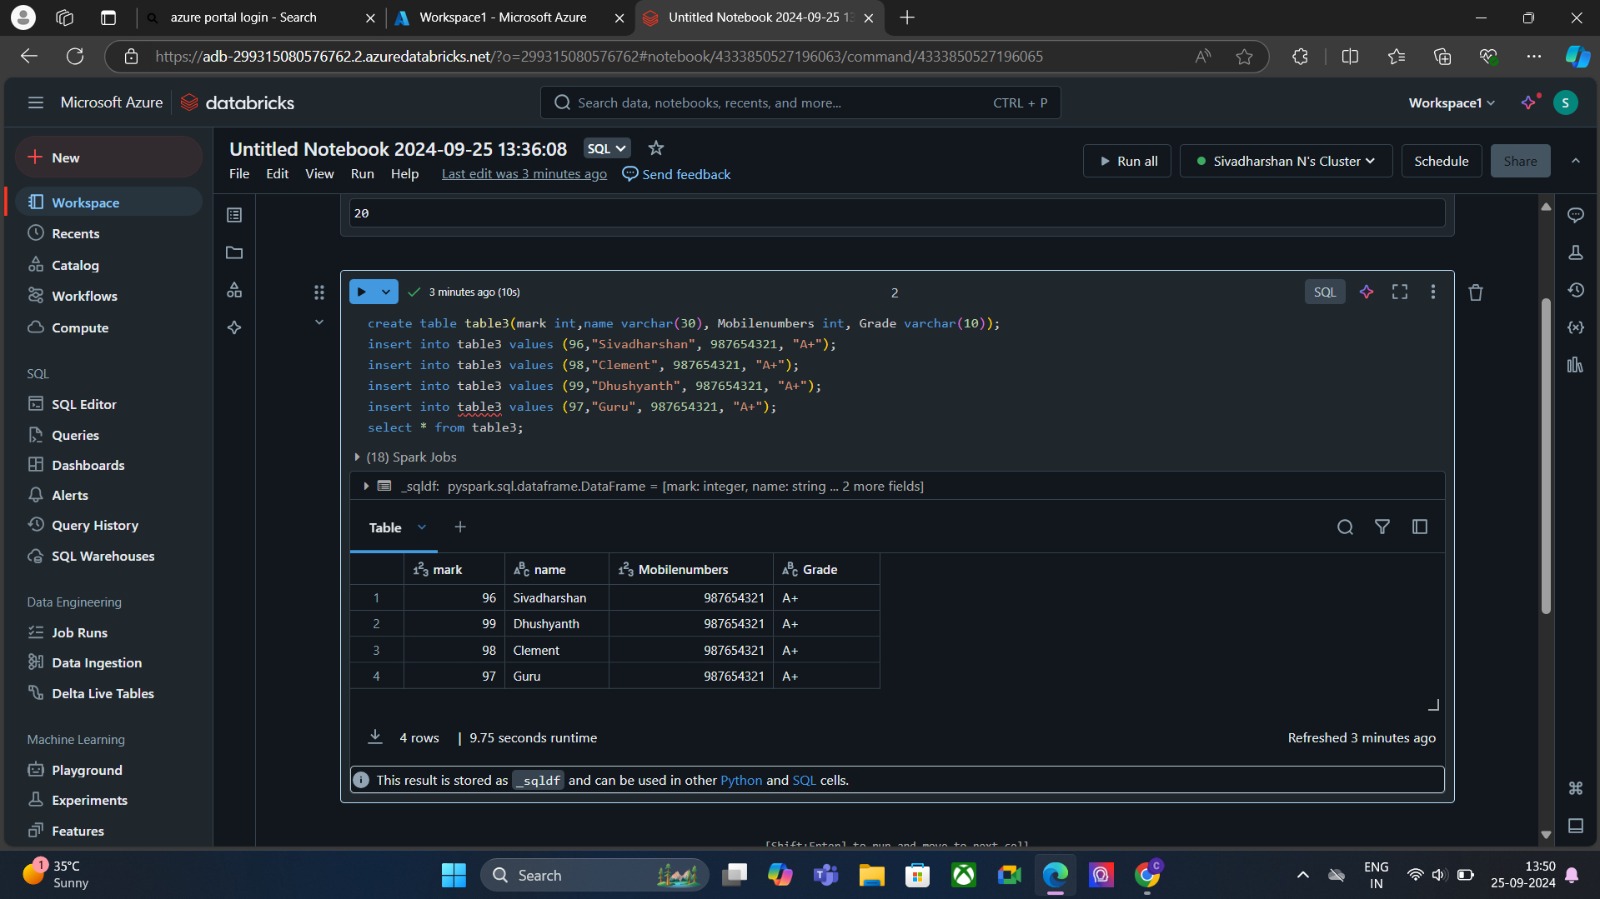 azure portal login - Search
Workspace1 - Microsoft Azure
Untitled Notebook 2024-09-25 13
https://adb-299315080576762.2.azuredatabricks.net/?o=299315080576762#notebook/4333850527196063/command/4333850527196065
Microsoft Azure
databricks
Search data, notebooks, recents, and more...
CTRL + P
Workspace1
S
New
Workspace
Recents
Catalog
Workflows
Compute
SQL
SQL Editor
Queries
Dashboards
Alerts
Query History
SQL Warehouses
Data Engineering
Job Runs
Data Ingestion
Delta Live Tables
Machine Learning
Playground
Experiments
Features
Untitled Notebook 2024-09-25 13:36:08
SQL
File Edit View Run Help
Last edit was 3 minutes ago
Send feedback
Run all
Sivadharshan N's Cluster
Schedule
Share
20
3 minutes ago (10s)
2
SQL
create table table3(mark int,name varchar(30), Mobilenumbers int, Grade varchar(10));
insert into table3 values (96,"Sivadharshan", 987654321, "A+");
insert into table3 values (98,"Clement", 987654321, "A+");
insert into table3 values (99,"Dhushyanth", 987654321, "A+");
insert into table3 values (97,"Guru", 987654321, "A+");
select * from table3;
(18) Spark Jobs
_sqldf: pyspark.sql.dataframe.DataFrame = [mark: integer, name: string ... 2 more fields]
Table
mark name Mobilenumbers Grade
1 96 Sivadharshan 987654321 A+
2 99 Dhushyanth 987654321 A+
3 98 Clement 987654321 A+
4 97 Guru 987654321 A+
4 rows | 9.75 seconds runtime
Refreshed 3 minutes ago
This result is stored as _sqldf and can be used in other Python and SQL cells.
[Shift+Enter] to run and move to next cell
1
35°C
Sunny
Search
ENG
IN
13:50
25-09-2024